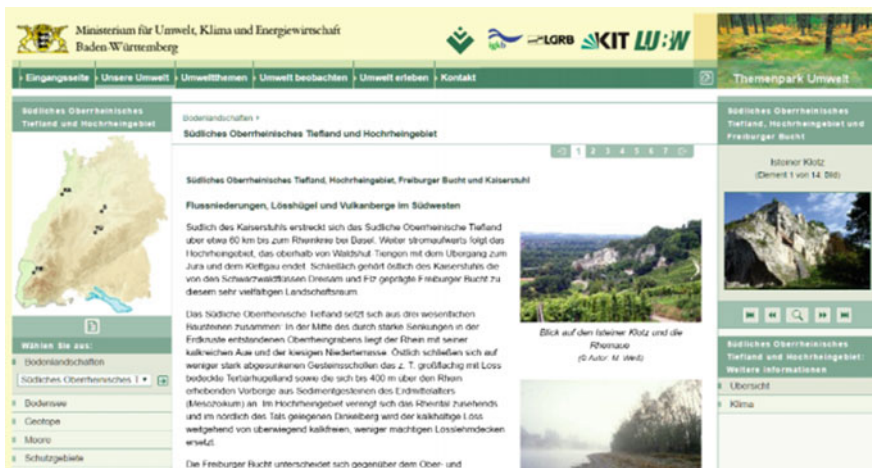 Ministerium für Umwelt, Klima und Energiewirtschaft
Baden-Württemberg
LGRB
KIT
LUBW
Eingangsseite
Unsere Umwelt
Umweltthemen
Umwelt beobachten
Umwelt erleben
Kontakt
Themenpark Umwelt
Südliches Oberrheinisches
Tiefland und Hochrheingebiet
Wählen Sie aus:
Bodenlandschaften
Südliches Oberrheinisches T
Bodensee
Geotope
Moore
Schutzgebiete
Bodenlandschaften
Südliches Oberrheinisches Tiefland und Hochrheingebiet
1 2 3 4 5 6 7
Südliches Oberrheinisches Tiefland, Hochrheingebiet, Freiburger Bucht und Kaiserstuhl
Flussniederungen, Lösshügel und Vulkanberge im Südwesten
Südlich des Kaiserstuhls erstreckt sich das Südliche Oberrheinische Tiefland
über etwa 60 km bis zum Rheinknie bei Basel. Weiter stromaufwärts folgt das
Hochrheingebiet, das oberhalb von Waldshut-Tiengen mit dem Übergang zum
Jura und dem Klettgau endet. Schließlich gehört östlich des Kaiserstuhls die
von den Schwarzwaldflüssen Dreisam und Elz geprägte Freiburger Bucht zu
diesem sehr vielfältigen Landschaftsraum.
Das Südliche Oberrheinische Tiefland setzt sich aus drei wesentlichen
Bausteinen zusammen: In der Mitte des durch starke Senkungen in der
Erdkruste entstandenen Oberrheingrabens liegt der Rhein mit seiner
kalkreichen Aue und der kiesigen Niederterrasse. Östlich schließen sich auf
weniger stark abgesunkenen Gesteinsschollen das z. T. großflächig mit Löss
bedeckte Tertiärhügelland sowie die sich bis 400 m über den Rhein
erhebenden Vorberge aus Sedimentgesteinen des Erdmittelalters
(Mesozoikum) an. Im Hochrheingebiet verengt sich das Rheintal zusehends
und im nördlich des Tals gelegenen Dinkelberg wird der kalkhaltige Löss
weitgehend von überwiegend kalkfreien, weniger mächtigen Lösslehmdecken
ersetzt.
Die Freiburger Bucht unterscheidet sich gegenüber dem Ober- und
Blick auf den Isteiner Klotz und die
Rheinaue
(© Autor: M. Weiß)
Südliches Oberrheinisches
Tiefland, Hochrheingebiet und
Freiburger Bucht
Isteiner Klotz
(Element 1 von 14: Bild)
Südliches Oberrheinisches
Tiefland und Hochrheingebiet:
Weitere Informationen
Übersicht
Klima